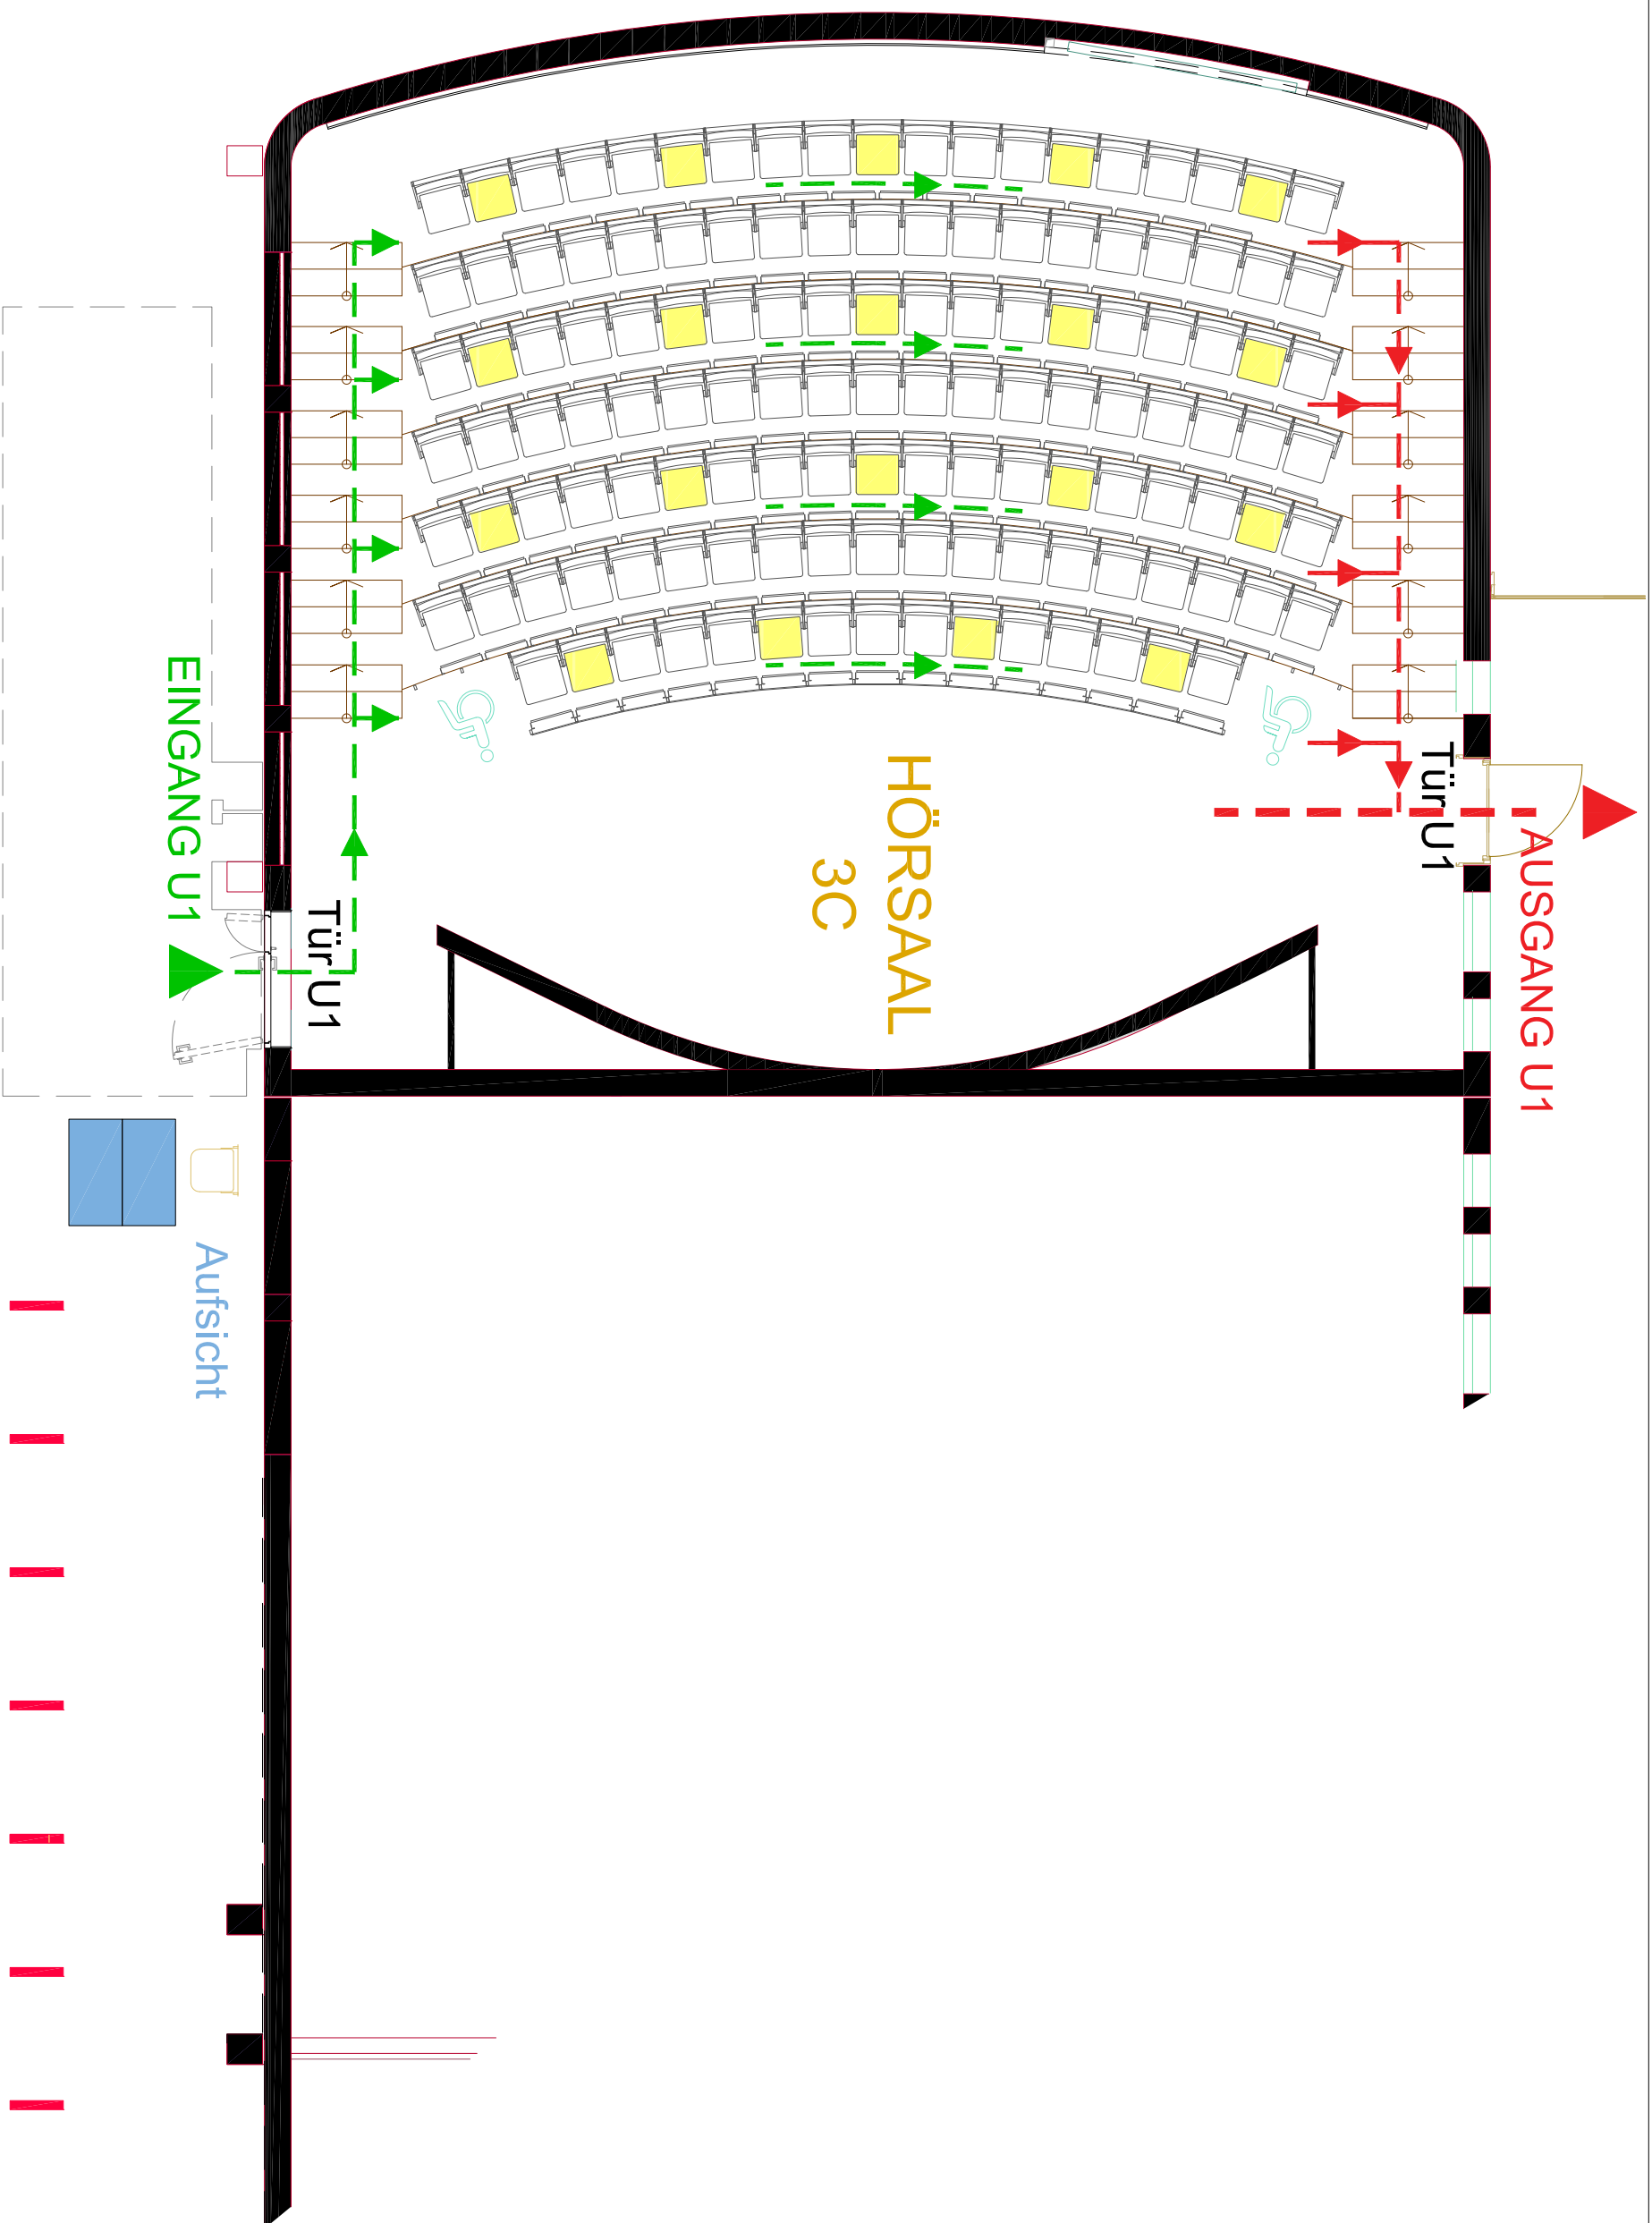 EINGANG U1
Tür U1
HÖRSAAL
3C
Tür U1
AUSGANG U1
Aufsicht